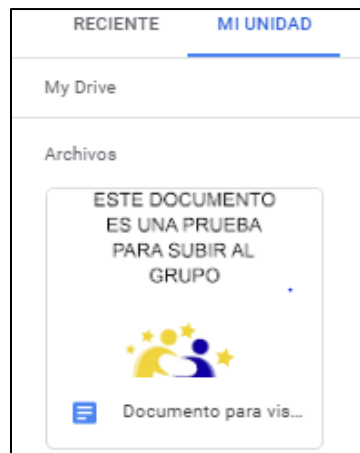 RECIENTE MI UNIDAD
My Drive
Archivos
ESTE DOCUMENTO
ES UNA PRUEBA
PARA SUBIR AL
GRUPO
Documento para vis...